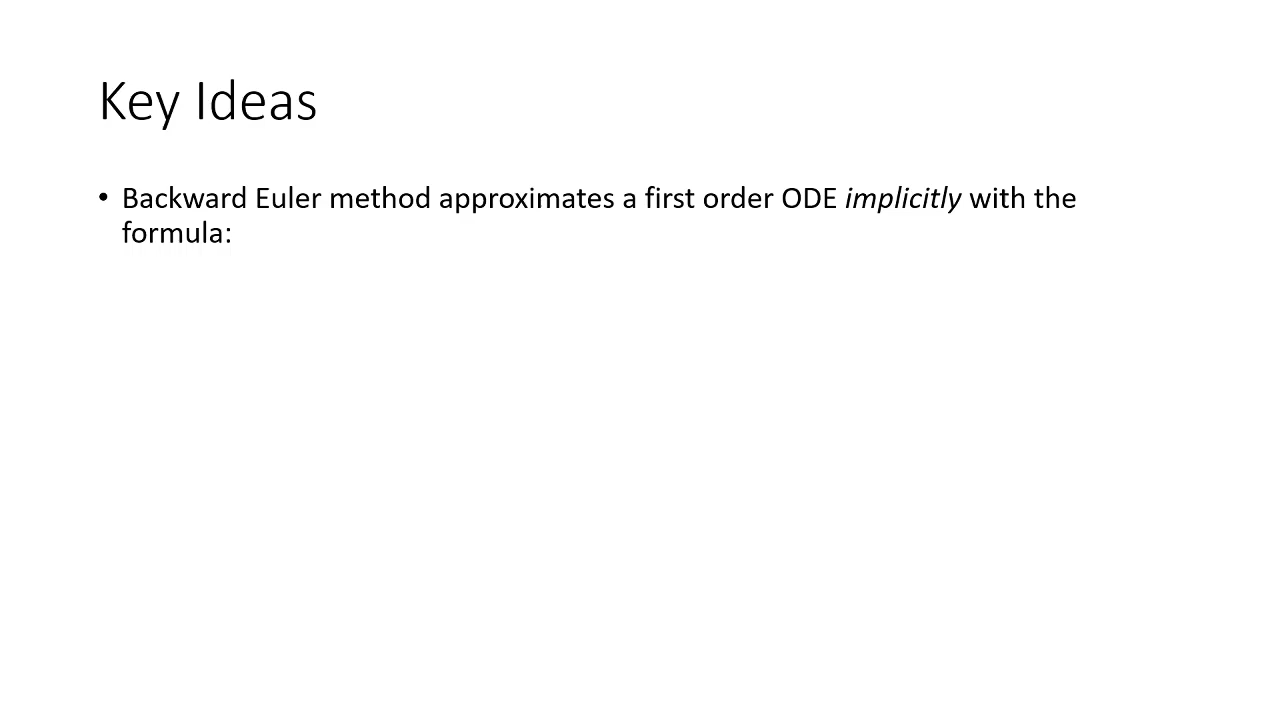 Key Ideas
• Backward Euler method approximates a first order ODE implicitly with the
formula: